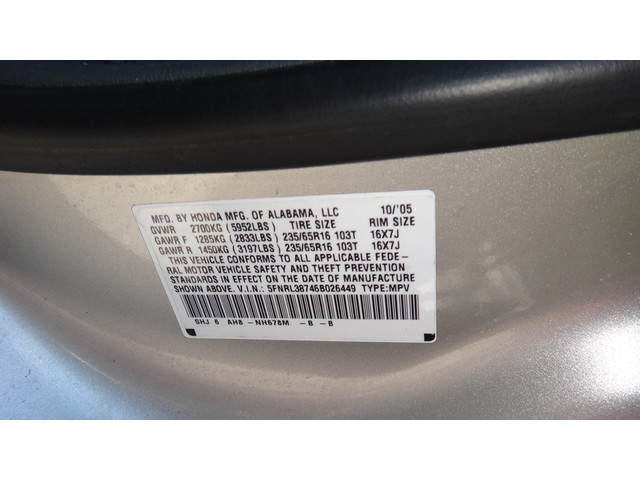 MFD. BY HONDA MFG. OF ALABAMA, LLC 10/'05
GVWR 2700KG (5952LBS) TIRE SIZE RIM SIZE
GAWR F 1285KG (2833LBS) 235/65R16 103T 16X7J
GAWR R 1450KG (3197LBS) 235/65R16 103T 16X7J
THIS VEHICLE CONFORMS TO ALL APPLICABLE FEDE-
RAL MOTOR VEHICLE SAFETY AND THEFT PREVENTION
STANDARDS IN EFFECT ON THE DATE OF MANUFACTURE
SHOWN ABOVE. V.I.N.: 5FNRL38746B026449 TYPE:MPV
SHJ 6 AH8 -NH678M -B -B